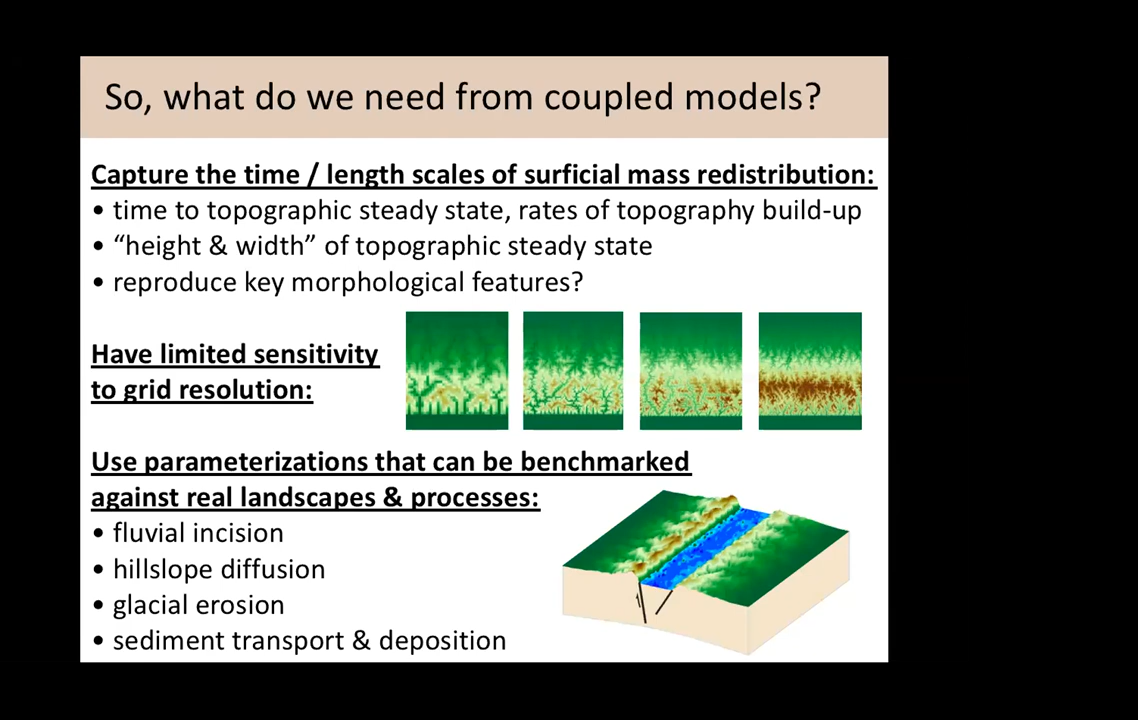 So, what do we need from coupled models?
Capture the time / length scales of surficial mass redistribution:
• time to topographic steady state, rates of topography build-up
• “height & width” of topographic steady state
• reproduce key morphological features?
Have limited sensitivity
to grid resolution:
Use parameterizations that can be benchmarked
against real landscapes & processes:
• fluvial incision
• hillslope diffusion
• glacial erosion
• sediment transport & deposition